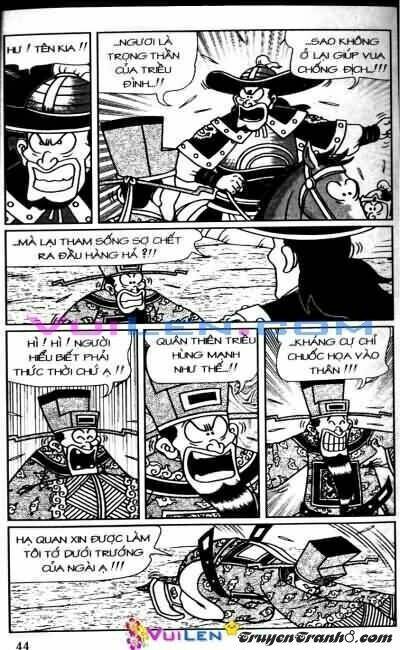 HƯ ! TÊN KIA !!
..NGƯƠI LÀ
TRỌNG THẦN
CỦA TRIỀU
ĐÌNH..!!
..SAO KHÔNG
Ở LẠI GIÚP VUA
CHỐNG ĐỊCH...!!!
..MÀ LẠI THAM SỐNG SỢ CHẾT
RA ĐẦU HÀNG HẢ ?!!
VUILEN.COM
HÌ ! HÌ ! NGƯỜI
HIỂU BIẾT PHẢI
THỨC THỜI CHỨ Ạ !!!
QUÂN THIÊN TRIỀU
HÙNG MẠNH
NHƯ THẾ...!!
..KHÁNG CỰ CHỈ
CHUỐC HỌA VÀO
THÂN !!!
HẠ QUAN XIN ĐƯỢC LÀM
TÔI TỚ DƯỚI TRƯỚNG
CỦA NGÀI Ạ !!!
44
VUILEN
TruyenTranh8.com